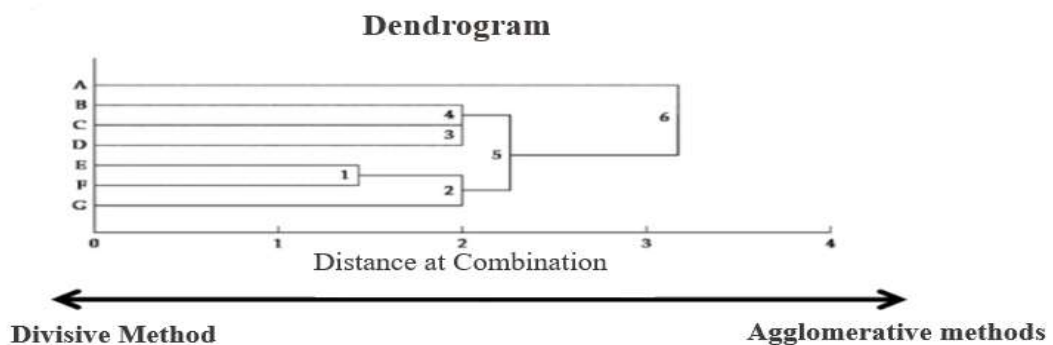 Dendrogram
A
B
C
D
E
F
G
4
3
1
2
5
6
0 1 2 3 4
Distance at Combination
Divisive Method Agglomerative methods